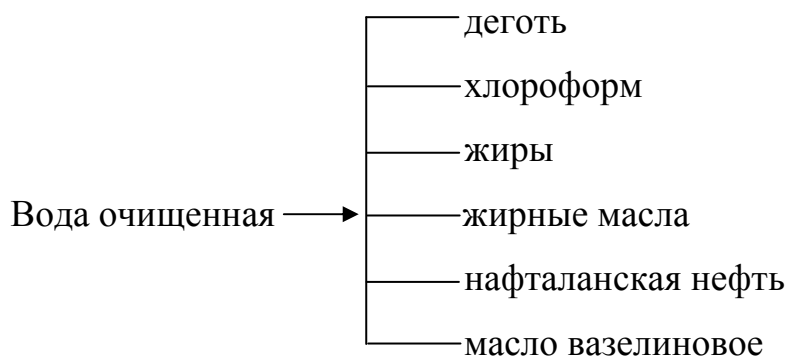 деготь
хлороформ
жиры
Вода очищенная
жирные масла
нафталанская нефть
масло вазелиновое